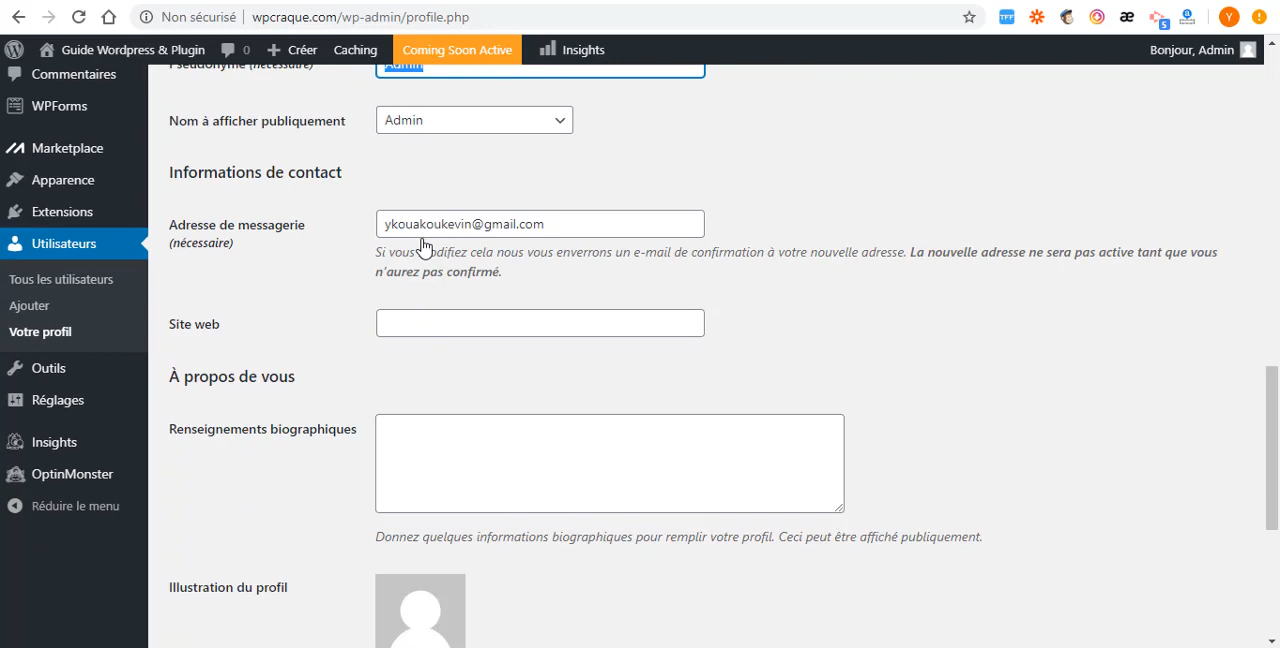 Non sécurisé wpcraque.com/wp-admin/profile.php
Guide Wordpress & Plugin 0 Créer Caching Coming Soon Active Insights Bonjour, Admin
Commentaires
WPForms
Marketplace
Apparence
Extensions
Utilisateurs
Tous les utilisateurs
Ajouter
Votre profil
Outils
Réglages
Insights
OptinMonster
Réduire le menu
Pseudonyme (nécessaire) Admin
Nom à afficher publiquement Admin
Informations de contact
Adresse de messagerie
(nécessaire)
ykouakoukevin@gmail.com
Si vous modifiez cela nous vous enverrons un e-mail de confirmation à votre nouvelle adresse. La nouvelle adresse ne sera pas active tant que vous
n'aurez pas confirmé.
Site web
À propos de vous
Renseignements biographiques
Donnez quelques informations biographiques pour remplir votre profil. Ceci peut être affiché publiquement.
Illustration du profil